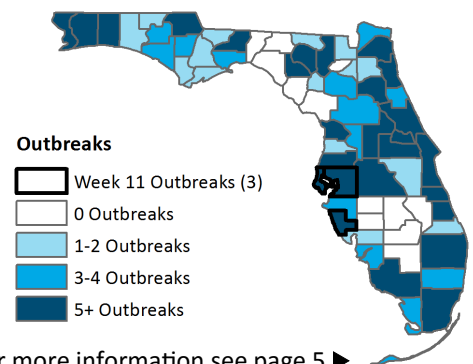 Outbreaks
Week 11 Outbreaks (3)
0 Outbreaks
1-2 Outbreaks
3-4 Outbreaks
5+ Outbreaks
r more information see page 5 ▶